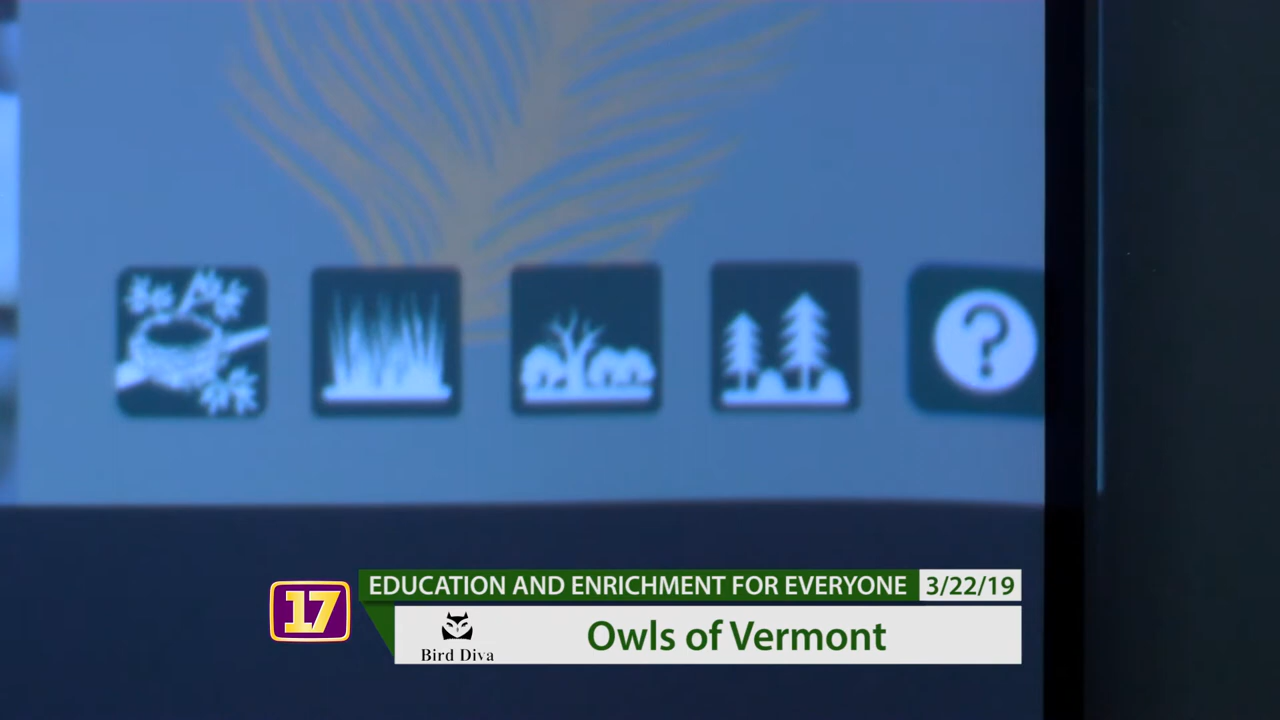 ?
EDUCATION AND ENRICHMENT FOR EVERYONE 3/22/19
17
Owls of Vermont
Bird Diva